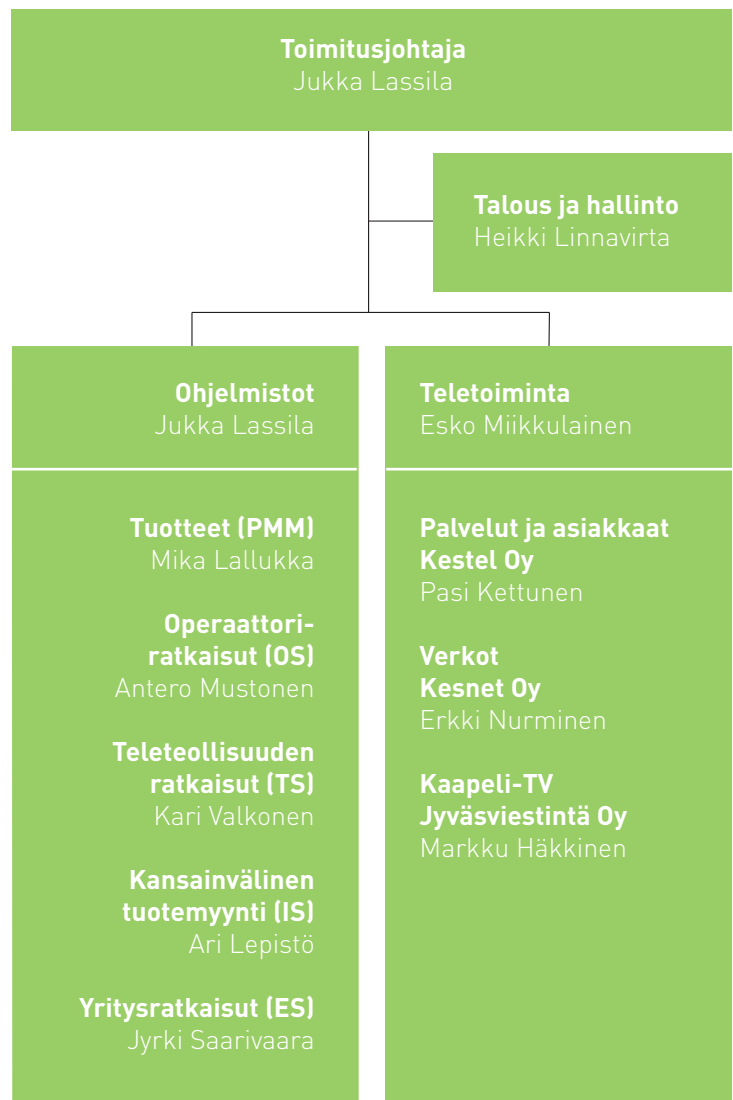 Toimitusjohtaja
Jukka Lassila
Talous ja hallinto
Heikki Linnavirta
Ohjelmistot
Jukka Lassila
Tuotteet (PMM)
Mika Lallukka
Operaattori-
ratkaisut (OS)
Antero Mustonen
Teleteollisuuden
ratkaisut (TS)
Kari Valkonen
Kansainvälinen
tuotemyynti (IS)
Ari Lepistö
Yritysratkaisut (ES)
Jyrki Saarivaara
Teletoiminta
Esko Miikkulainen
Palvelut ja asiakkaat
Kestel Oy
Pasi Kettunen
Verkot
Kesnet Oy
Erkki Nurminen
Kaapeli-TV
Jyväsviestintä Oy
Markku Häkkinen